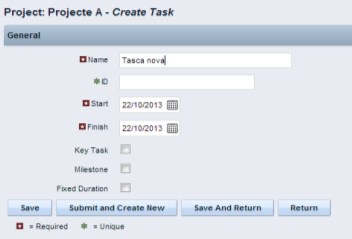 Project: Projecte A - Create Task
General
Name Tasca nova
ID
Start 22/10/2013
Finish 22/10/2013
Key Task
Milestone
Fixed Duration
Save Submit and Create New Save And Return Return
= Required = Unique